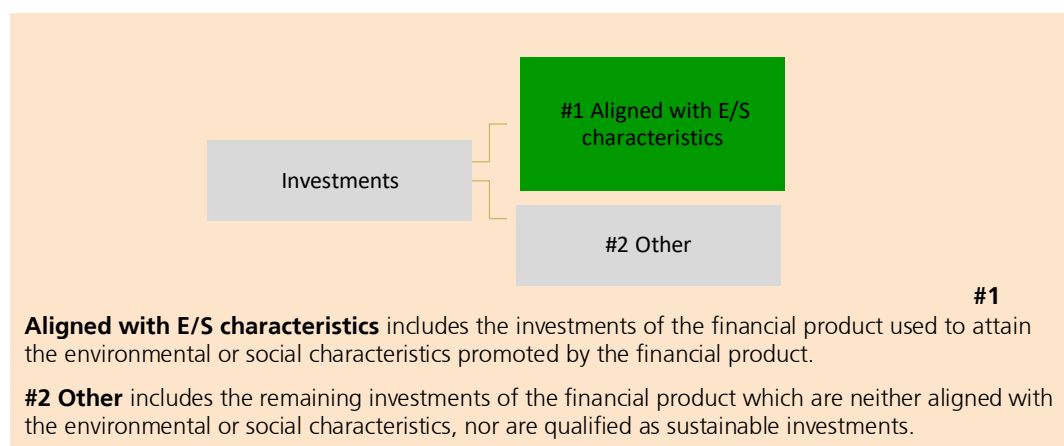 #1 Aligned with E/S
characteristics
Investments
#2 Other
#1
Aligned with E/S characteristics includes the investments of the financial product used to attain
the environmental or social characteristics promoted by the financial product.
#2 Other includes the remaining investments of the financial product which are neither aligned with
the environmental or social characteristics, nor are qualified as sustainable investments.